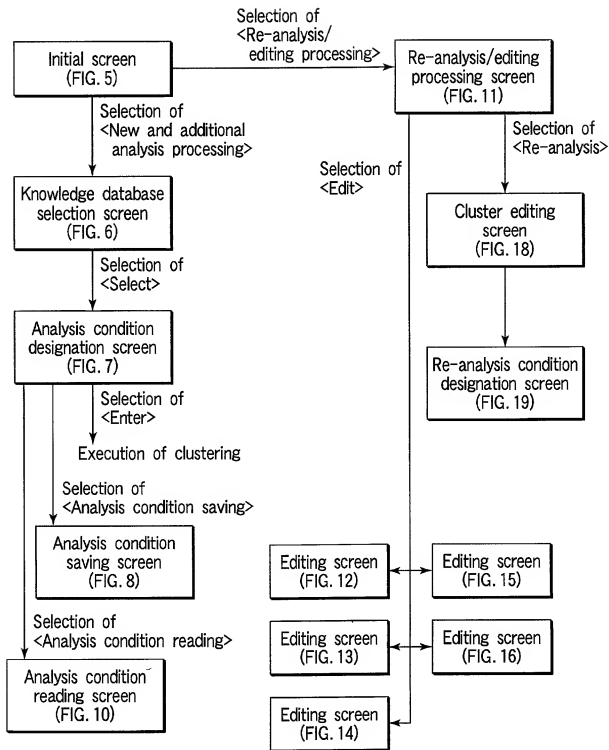 Selection of
<Re-analysis/
editing processing>
Initial screen
(FIG. 5)
Re-analysis/editing
processing screen
(FIG. 11)
Selection of
<New and additional
analysis processing>
Selection of
<Re-analysis>
Selection of
<Edit>
Knowledge database
selection screen
(FIG. 6)
Cluster editing
screen
(FIG. 18)
Selection of
<Select>
Analysis condition
designation screen
(FIG. 7)
Re-analysis condition
designation screen
(FIG. 19)
Selection of
<Enter>
Execution of clustering
Selection of
<Analysis condition saving>
Analysis condition
saving screen
(FIG. 8)
Editing screen
(FIG. 12)
Editing screen
(FIG. 15)
Selection of
<Analysis condition reading>
Editing screen
(FIG. 13)
Editing screen
(FIG. 16)
Analysis condition
reading screen
(FIG. 10)
Editing screen
(FIG. 14)